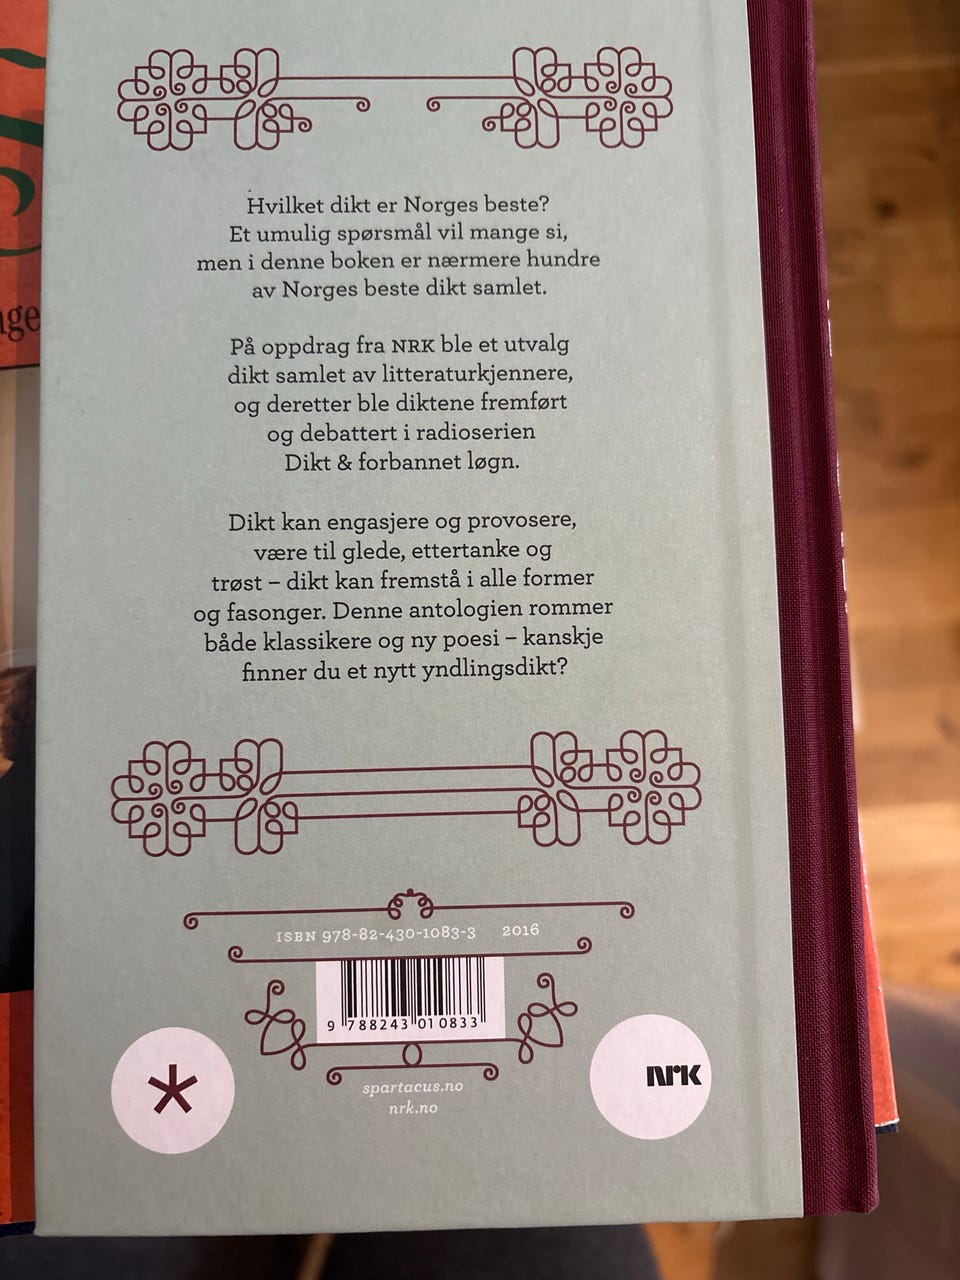 Hvilket dikt er Norges beste?
Et umulig spørsmål vil mange si,
men i denne boken er nærmere hundre
av Norges beste dikt samlet.
På oppdrag fra NRK ble et utvalg
dikt samlet av litteraturkjennere,
og deretter ble diktene fremført
og debattert i radioserien
Dikt & forbannet løgn.
Dikt kan engasjere og provosere,
være til glede, ettertanke og
trøst – dikt kan fremstå i alle former
og fasonger. Denne antologien rommer
både klassikere og ny poesi – kanskje
finner du et nytt yndlingsdikt?
ISBN 978-82-430-1083-3 2016
9 788243 010833
spartacus.no
nrk.no
NRK